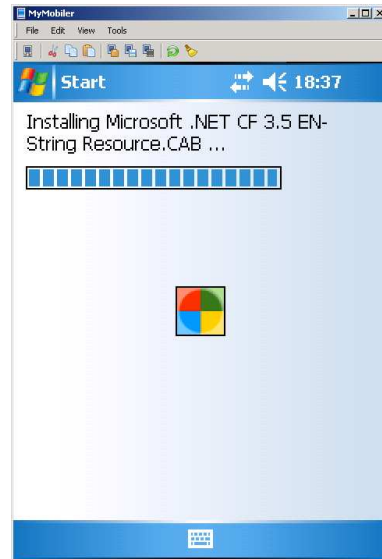 MyMobiler
File Edit View Tools
Start 18:37
Installing Microsoft .NET CF 3.5 EN-
String Resource.CAB ...